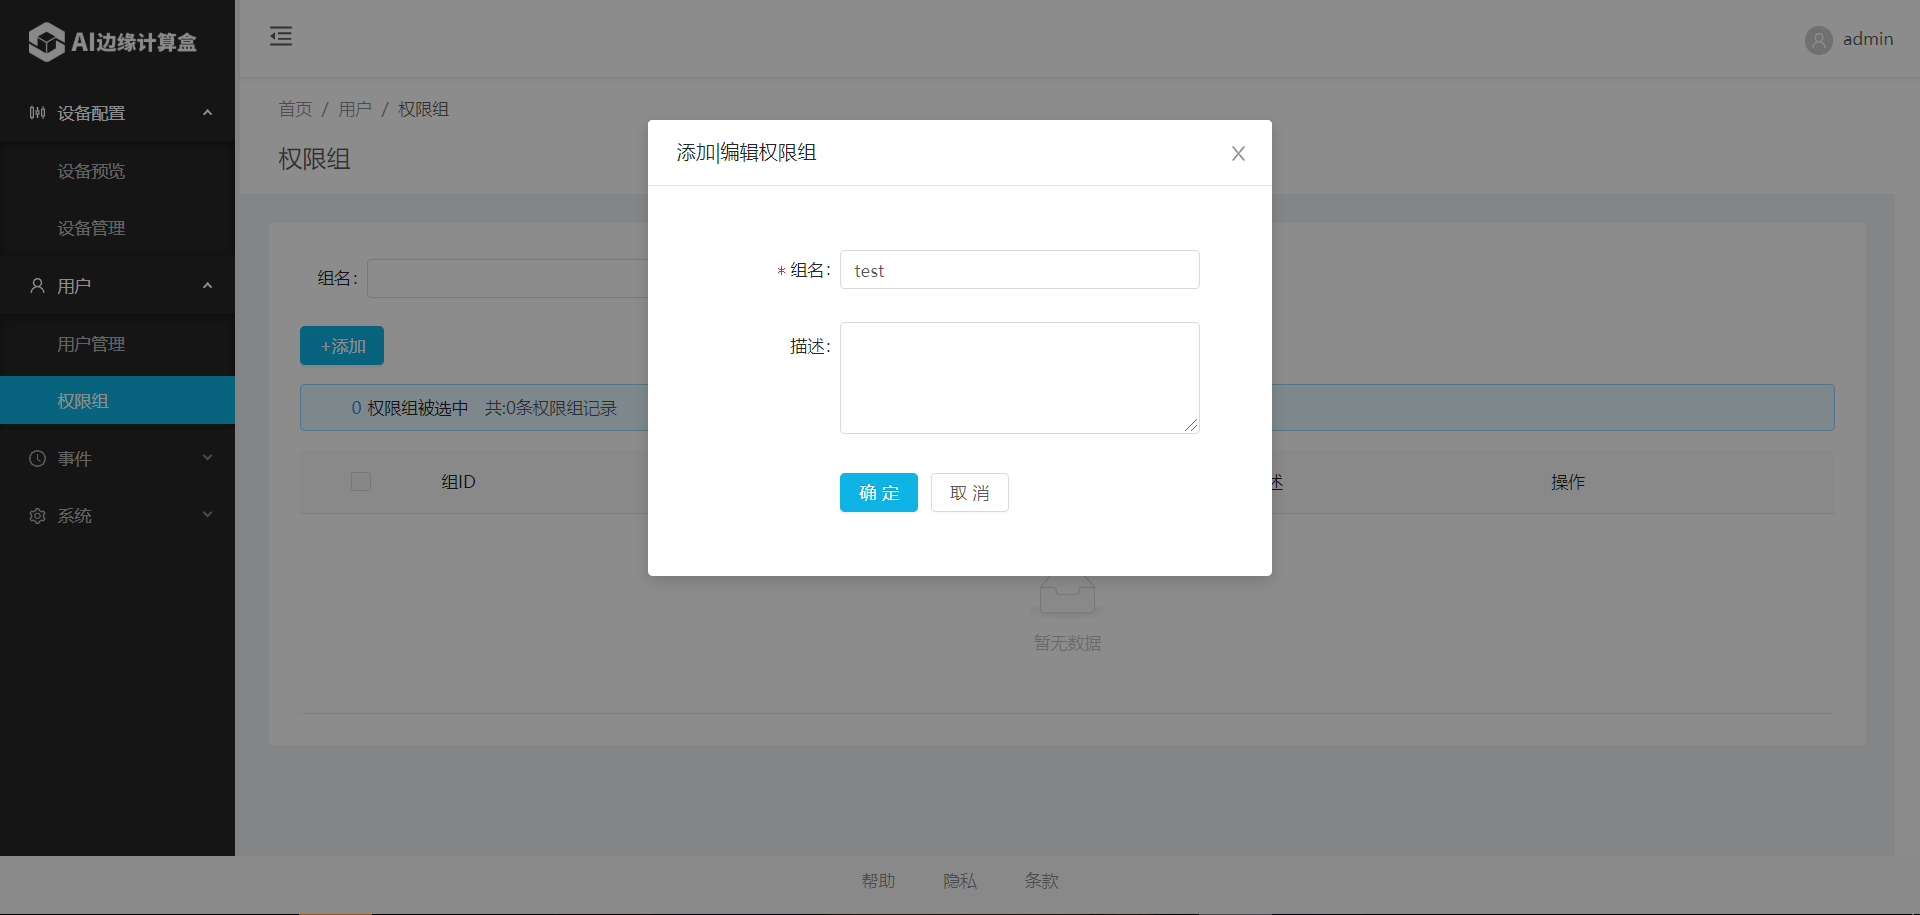 AI边缘计算盒
admin
设备配置
设备预览
设备管理
用户
用户管理
权限组
事件
系统
首页 / 用户 / 权限组
权限组
组名:
+添加
0 权限组被选中 共:0条权限组记录
组ID
述
操作
暂无数据
添加|编辑权限组
* 组名: test
描述:
确 定
取 消
帮助 隐私 条款